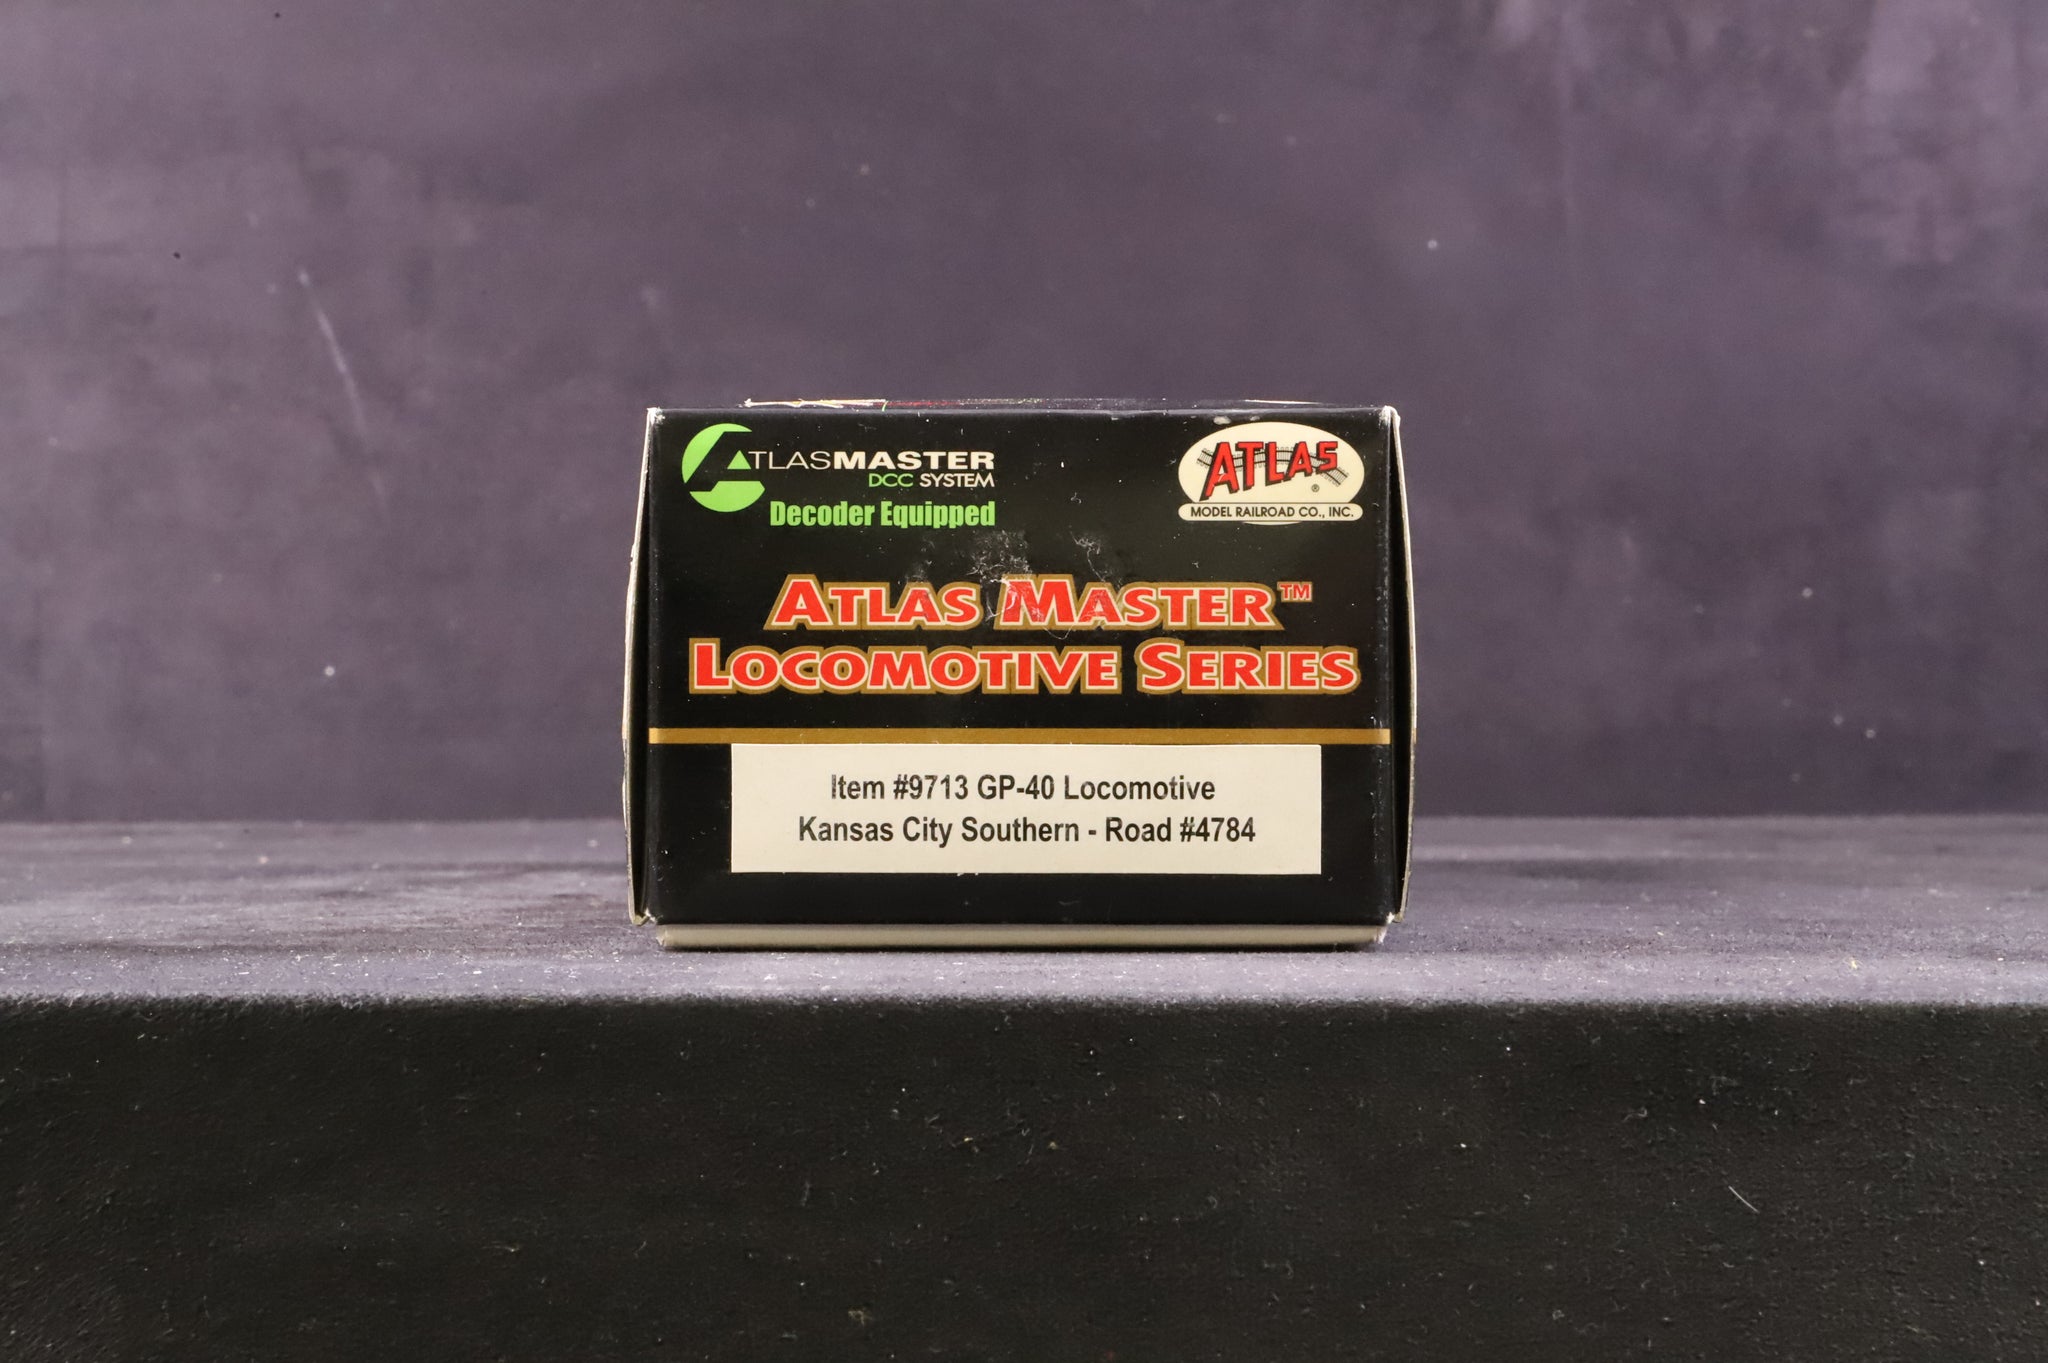 ATLASMASTER
DCC SYSTEM
Decoder Equipped
ATLAS
®
MODEL RAILROAD CO., INC.
ATLAS MASTER™
LOCOMOTIVE SERIES
Item #9713 GP-40 Locomotive
Kansas City Southern - Road #4784